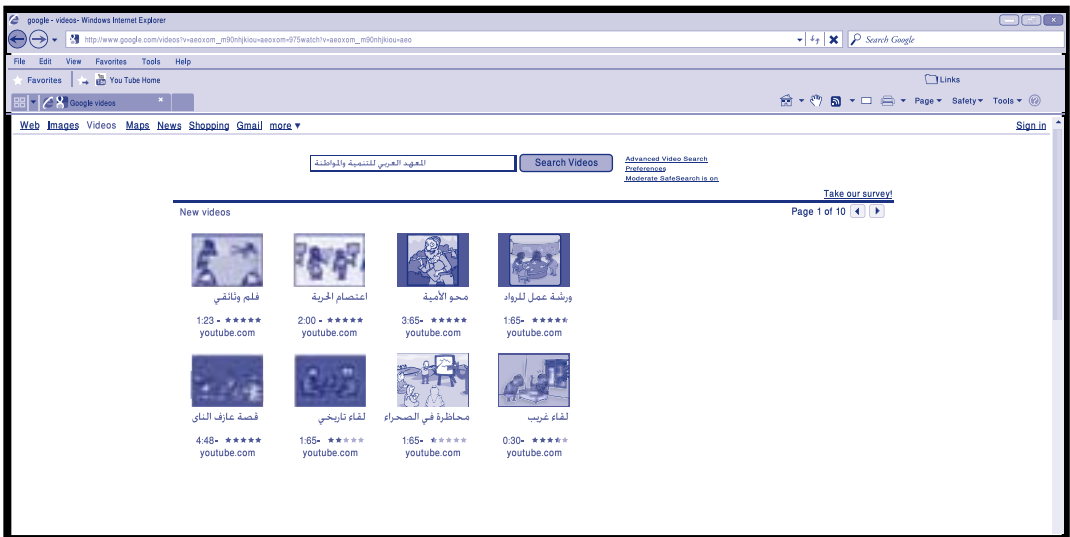 google - videos- Windows Internet Explorer
http://www.google.com/videos?v=aeoxom_m90nhjkiou=aeoxom=975watch?v=aeoxom_m90nhjkiou=aeo
Search Google
File Edit View Favorites Tools Help
Favorites You Tube Home Links
Google videos Page Safety Tools
Web Images Videos Maps News Shopping Gmail more Sign in
المعهد العربي للتنمية والمواطنة Search Videos
Advanced Video Search
Preferences
Moderate SafeSearch is on
Take our survey!
New videos Page 1 of 10
فلم وثائقي اعتصام الحرية محو الأمية ورشة عمل للرواد
1:23 - ★★★★★ 2:00 - ★★★★★ 3:65- ★★★★★ 1:65- ★★★★★
youtube.com youtube.com youtube.com youtube.com
قصة عازف الناي لقاء تاريخي محاظرة في الصحراء لقاء غريب
4:48- ★★★★★ 1:65- ★★★★★ 1:65- ★★★★★ 0:30- ★★★★★
youtube.com youtube.com youtube.com youtube.com